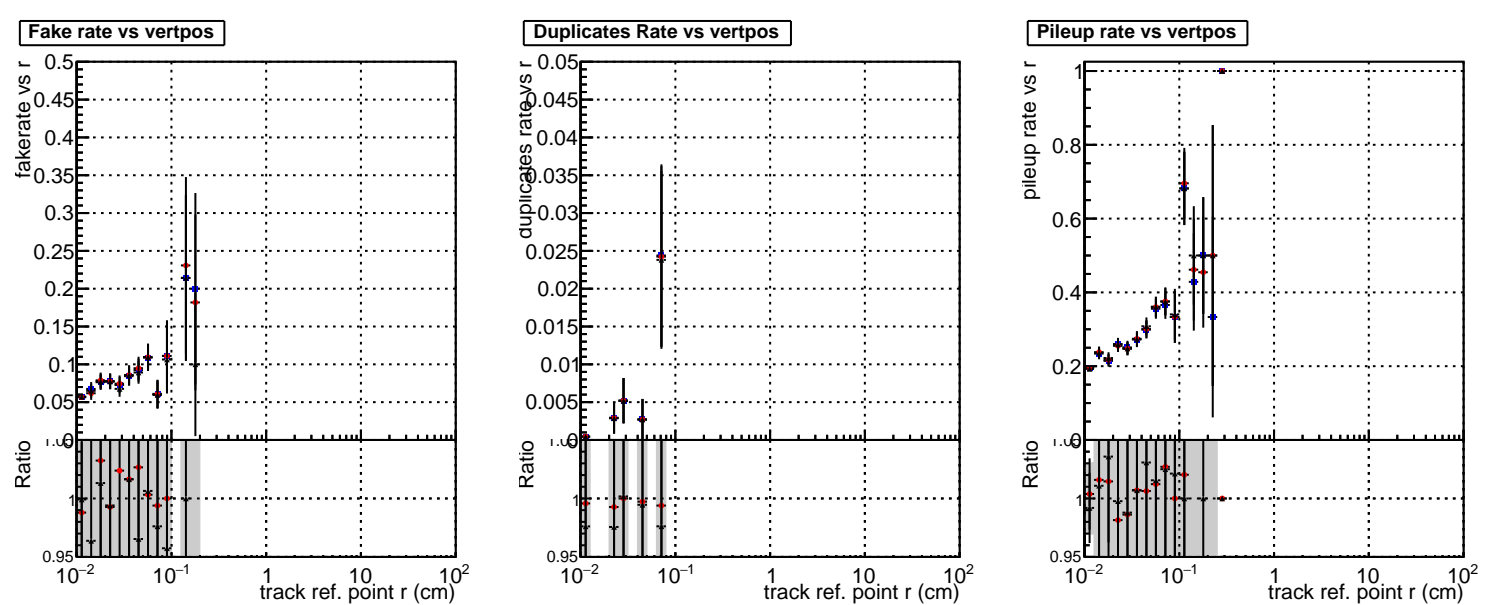 Fake rate vs vertpos
fakerate vs r
0.5
0.45
0.4
0.35
0.3
0.25
0.2
0.15
0.1
0.05
0
Ratio
1
0.95
10−2 10−1 1 10 102
track ref. point r (cm)
Duplicates Rate vs vertpos
duplicates rate vs r
0.05
0.045
0.04
0.035
0.03
0.025
0.02
0.015
0.01
0.005
0
Ratio
1
0.95
10−2 10−1 1 10 102
track ref. point r (cm)
Pileup rate vs vertpos
pileup rate vs r
1
0.8
0.6
0.4
0.2
0
Ratio
1
0.95
10−2 10−1 1 10 102
track ref. point r (cm)